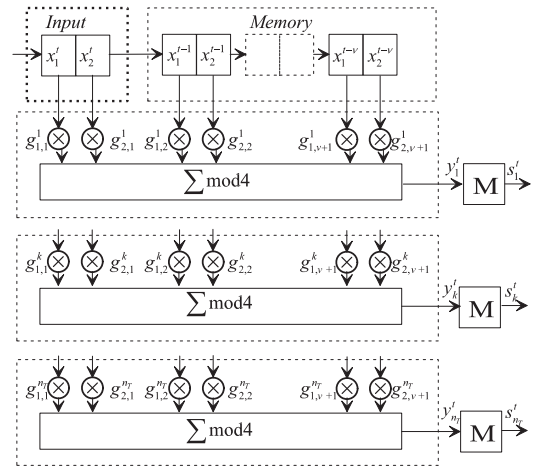 Input Memory
x_1^t x_2^t x_1^{t-1} x_2^{t-1} x_1^{t-ν} x_2^{t-ν}
g_{1,1}^1 g_{2,1}^1 g_{1,2}^1 g_{2,2}^1 g_{1,ν+1}^1 g_{2,ν+1}^1
∑ mod4 y_1^t M s_1^t
g_{1,1}^k g_{2,1}^k g_{1,2}^k g_{2,2}^k g_{1,ν+1}^k g_{2,ν+1}^k
∑ mod4 y_k^t M s_k^t
g_{1,1}^{n_T} g_{2,1}^{n_T} g_{1,2}^{n_T} g_{2,2}^{n_T} g_{1,ν+1}^{n_T} g_{2,ν+1}^{n_T}
∑ mod4 y_{n_T}^t M s_{n_T}^t